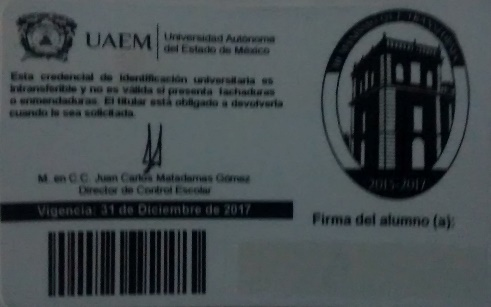 UAEM
Universidad Autónoma
del Estado de México
Esta credencial de identificación universitaria es
intransferible y no es válida si presenta tachaduras
o enmendaduras. El titular está obligado a devolverla
cuando le sea solicitada.
M. en C.C. Juan Carlos Matadamas Gómez
Director de Control Escolar
Vigencia: 31 de Diciembre de 2017
2015-2017
Firma del alumno (a):